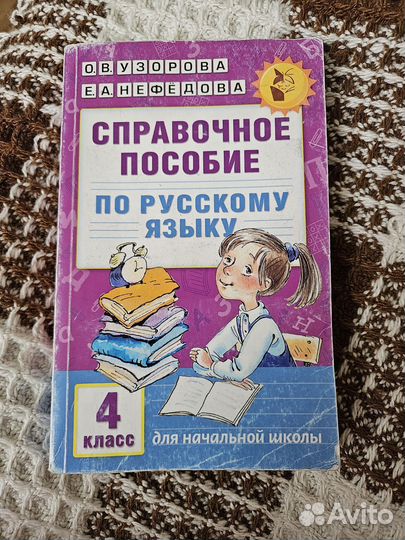 О.В.УЗОРОВА
Е.А.НЕФЁДОВА
СПРАВОЧНОЕ
ПОСОБИЕ
ПО РУССКОМУ
ЯЗЫКУ
4
КЛАСС
для начальной школы
Avito